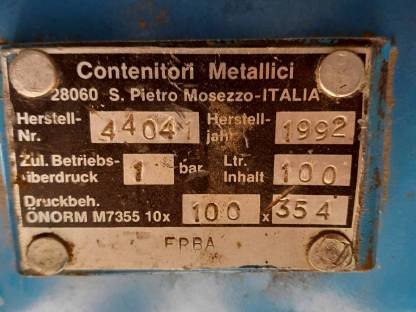 Contenitori Metallici
28060 S. Pietro Mosezzo-ITALIA
Herstell- Nr. 44041 Herstell- jahr 1992
Zul. Betriebs- überdruck 1 bar Ltr. Inhalt 100
Druckbeh. ÖNORM M7355 10x 100 x 354